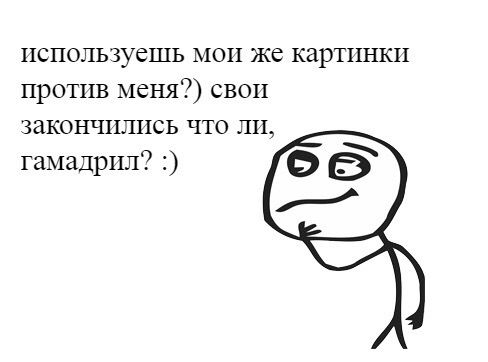 используешь мои же картинки
против меня?) свои
закончились что ли,
гамадрил? :)